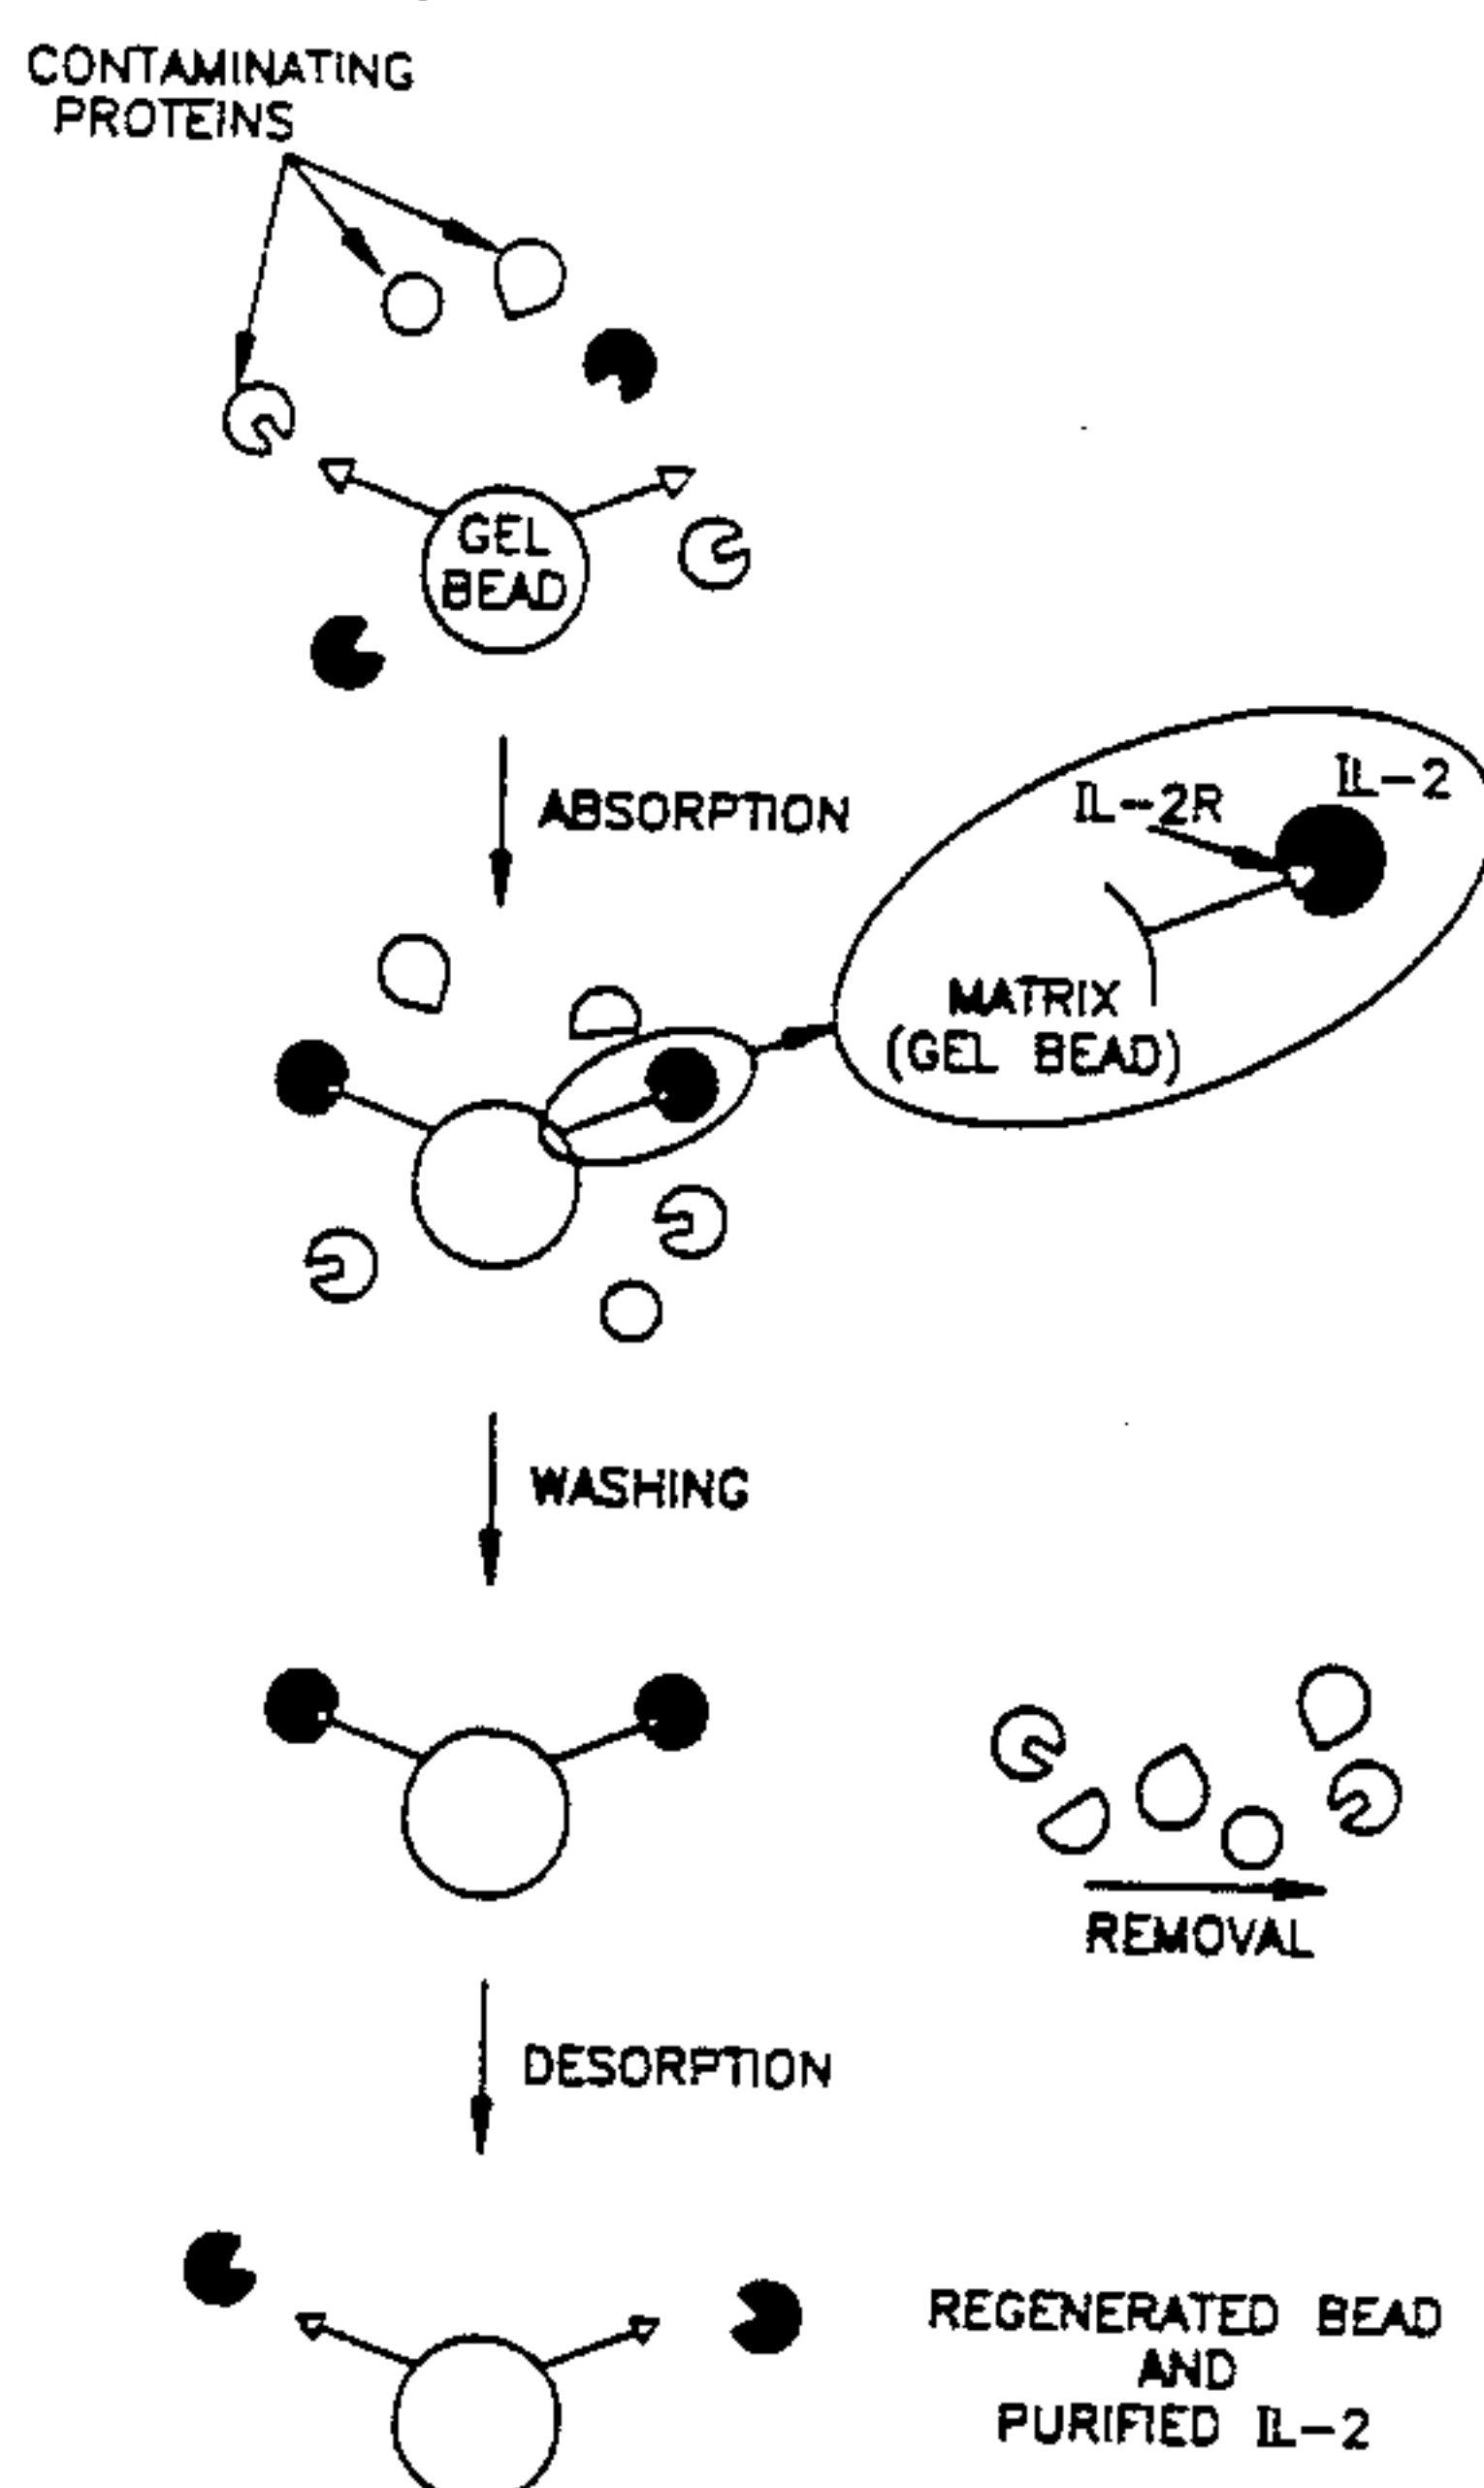 CONTAMINATING
PROTEINS
GEL
BEAD
ABSORPTION
IL-2
IL-2R
MATRIX
(GEL BEAD)
WASHING
REMOVAL
DESORPTION
REGENERATED BEAD
AND
PURIFIED IL-2